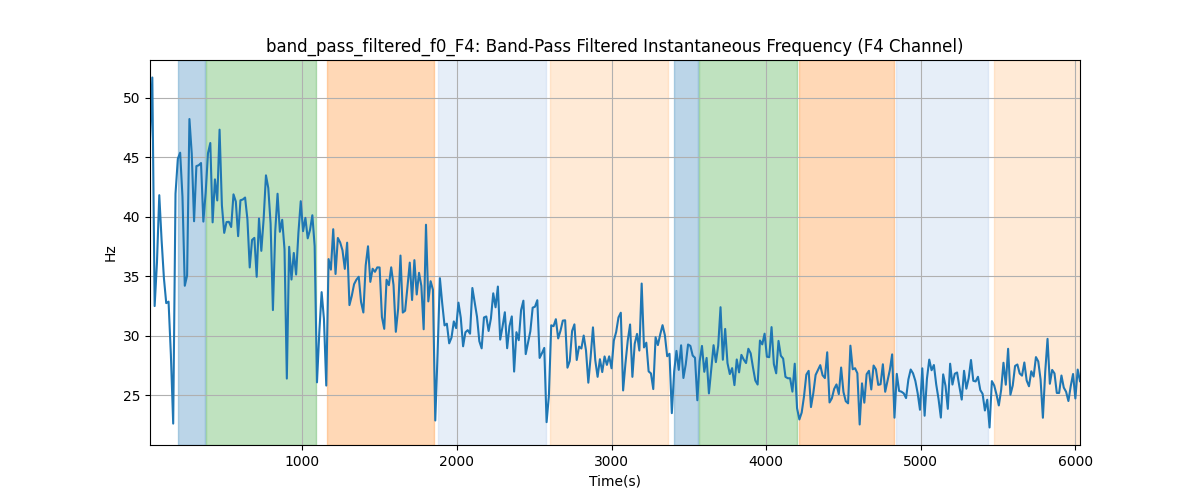 band_pass_filtered_f0_F4: Band-Pass Filtered Instantaneous Frequency (F4 Channel)
50
45
40
35
30
25
Hz
1000 2000 3000 4000 5000 6000
Time(s)